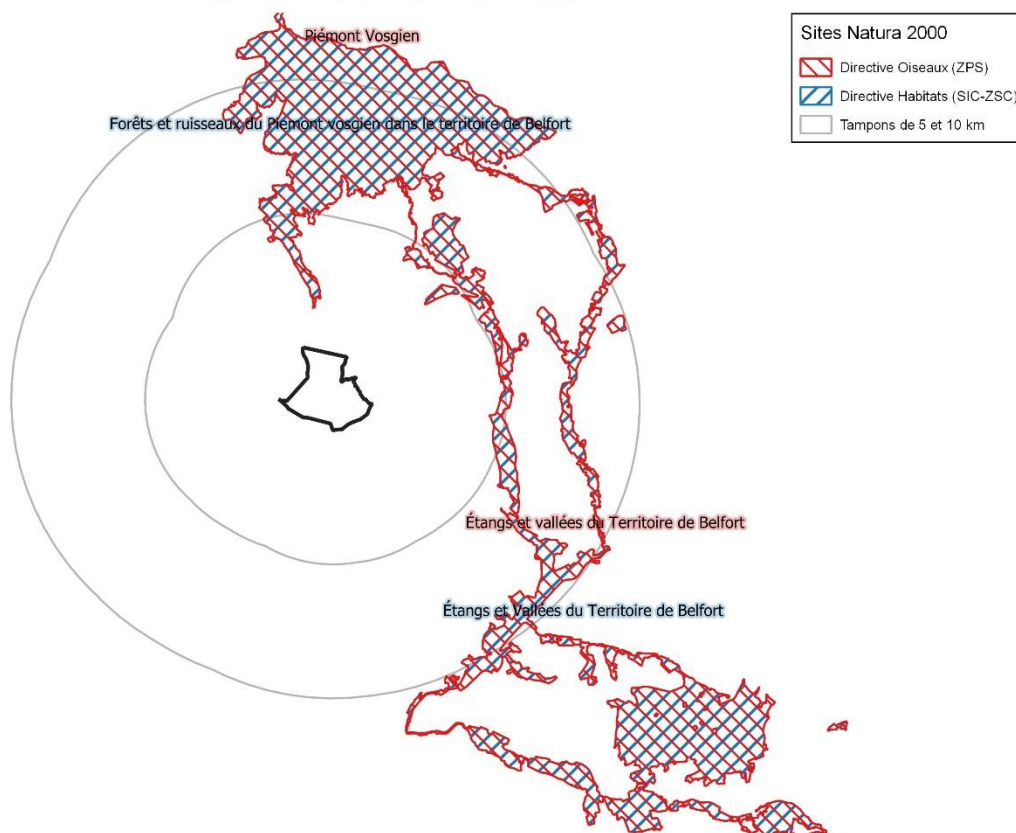 Piémont Vosgien
Sites Natura 2000
Directive Oiseaux (ZPS)
Directive Habitats (SIC-ZSC)
Tampons de 5 et 10 km
Forêts et ruisseaux du Piémont vosgien dans le territoire de Belfort
Étangs et vallées du Territoire de Belfort
Étangs et Vallées du Territoire de Belfort